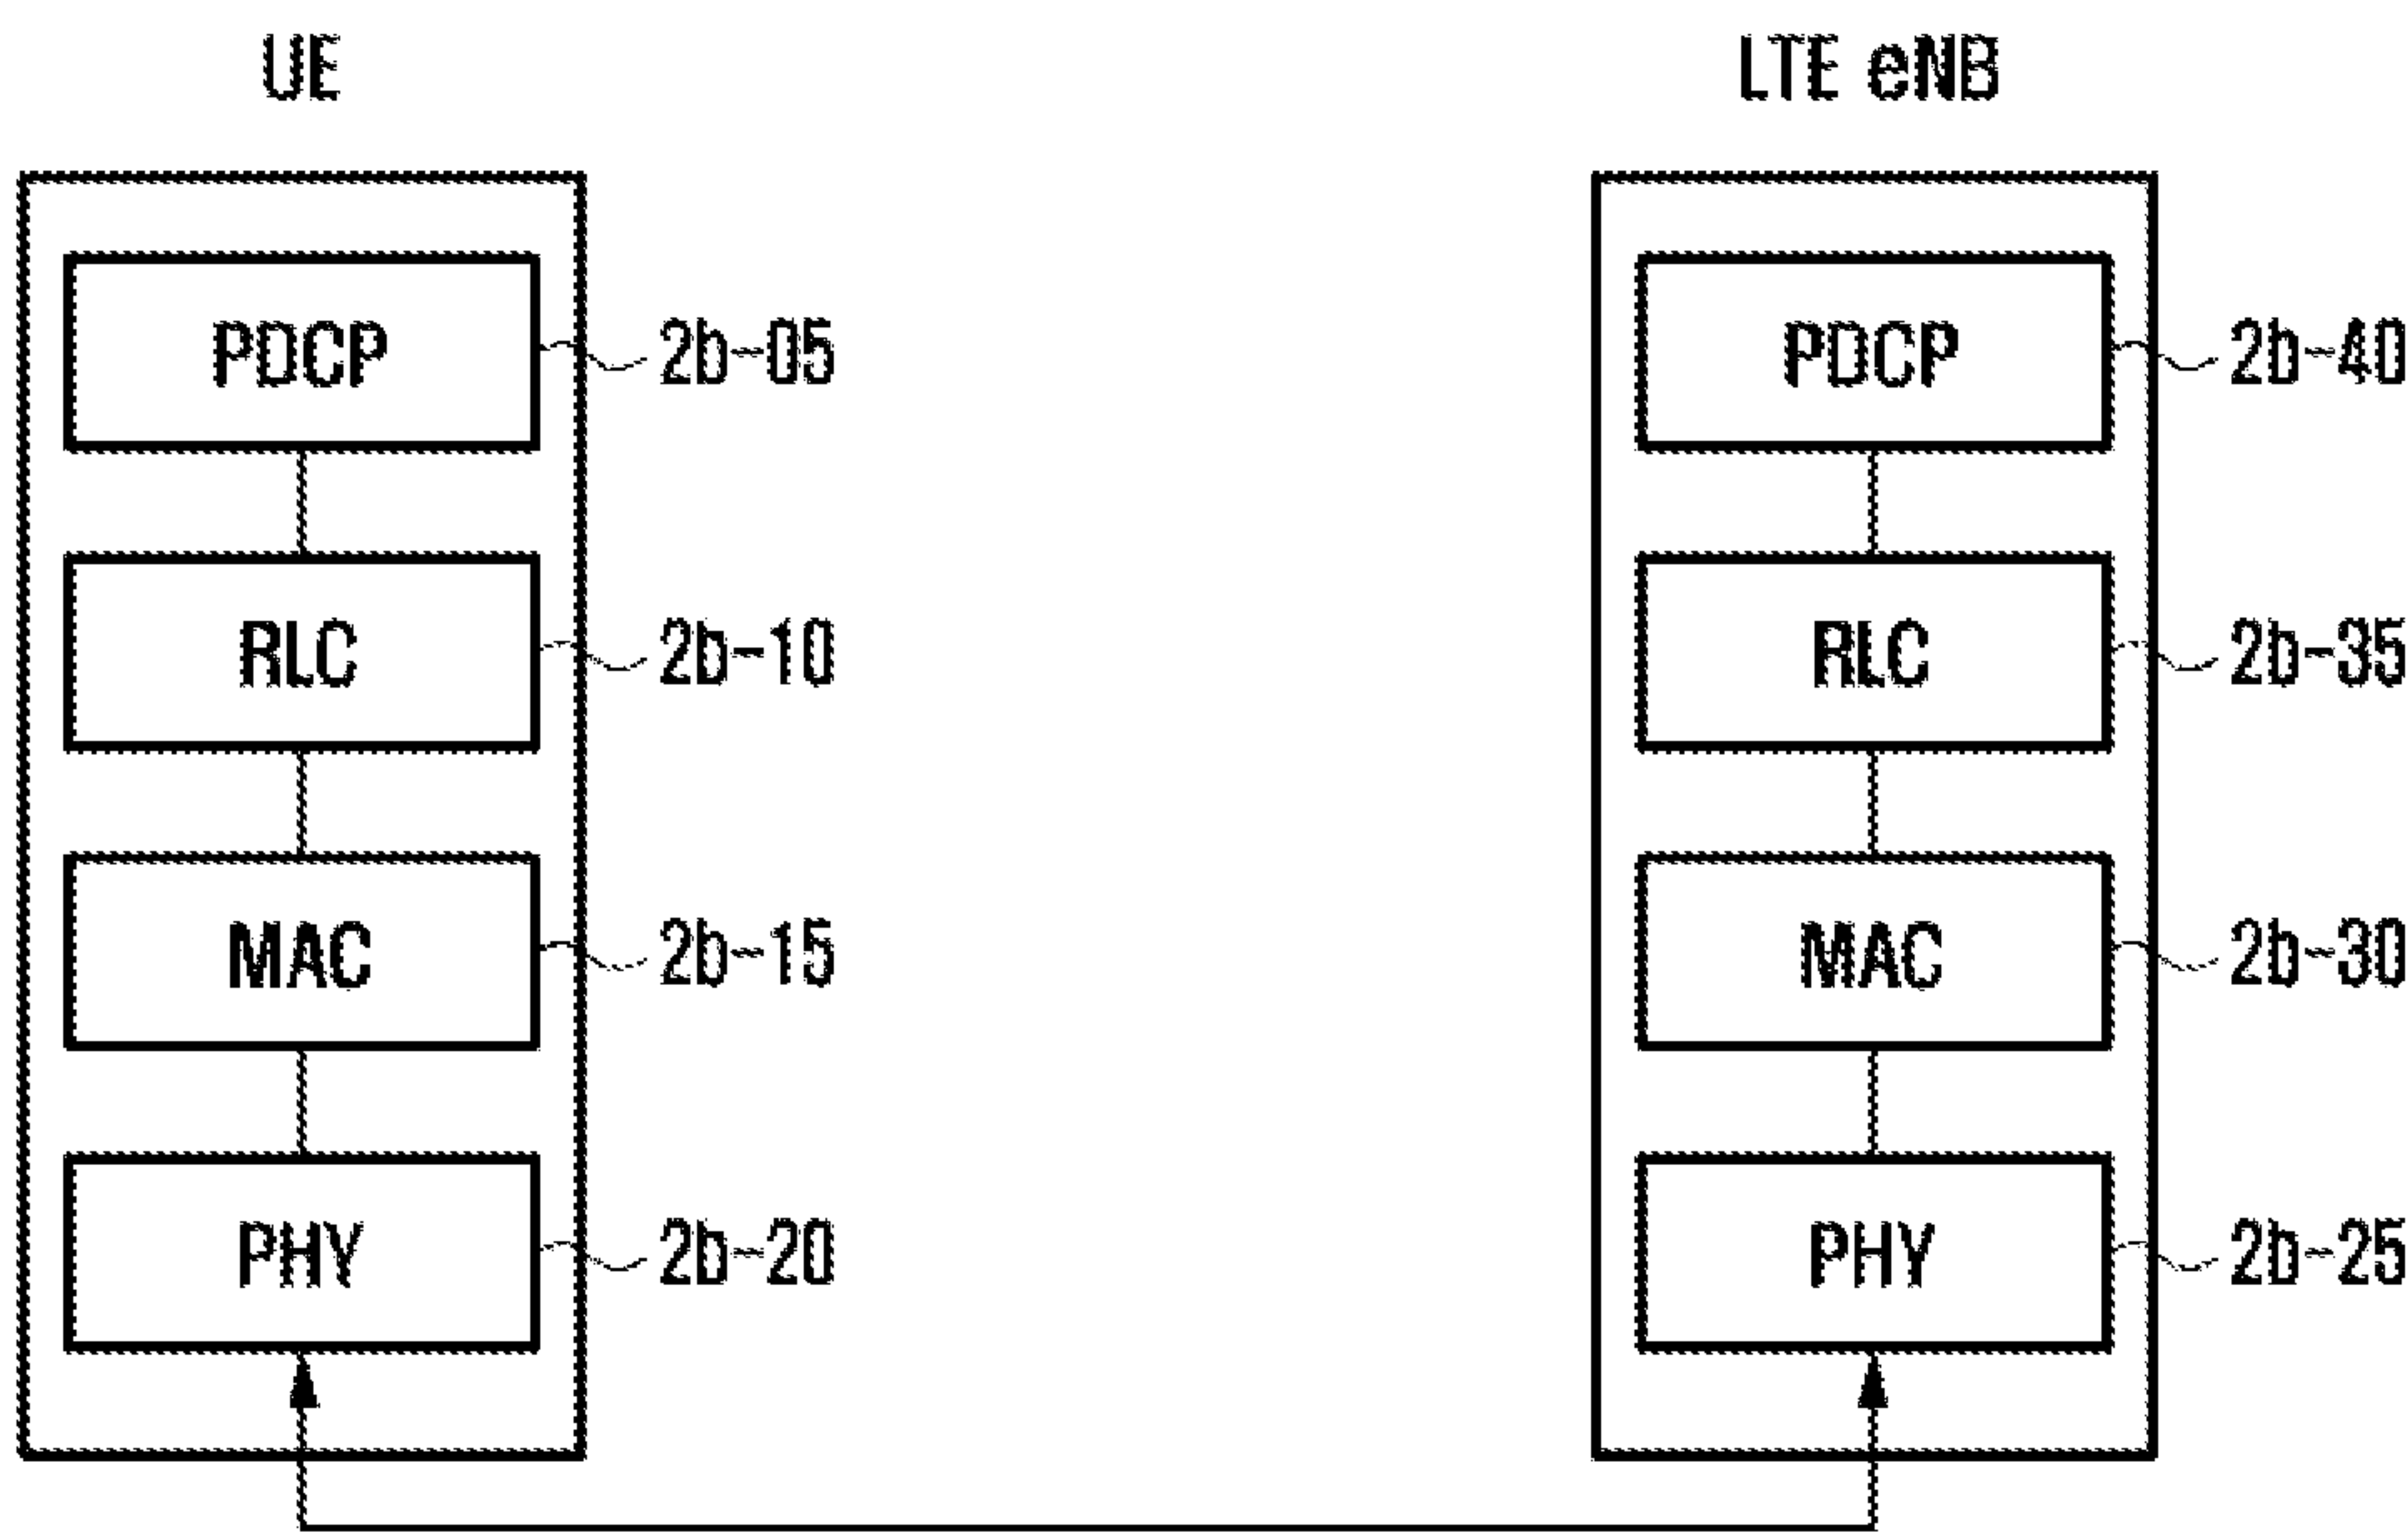 UE LTE eNB
PDCP 2b-05 PDCP 2b-40
RLC 2b-10 RLC 2b-35
MAC 2b-15 MAC 2b-30
PHY 2b-20 PHY 2b-25